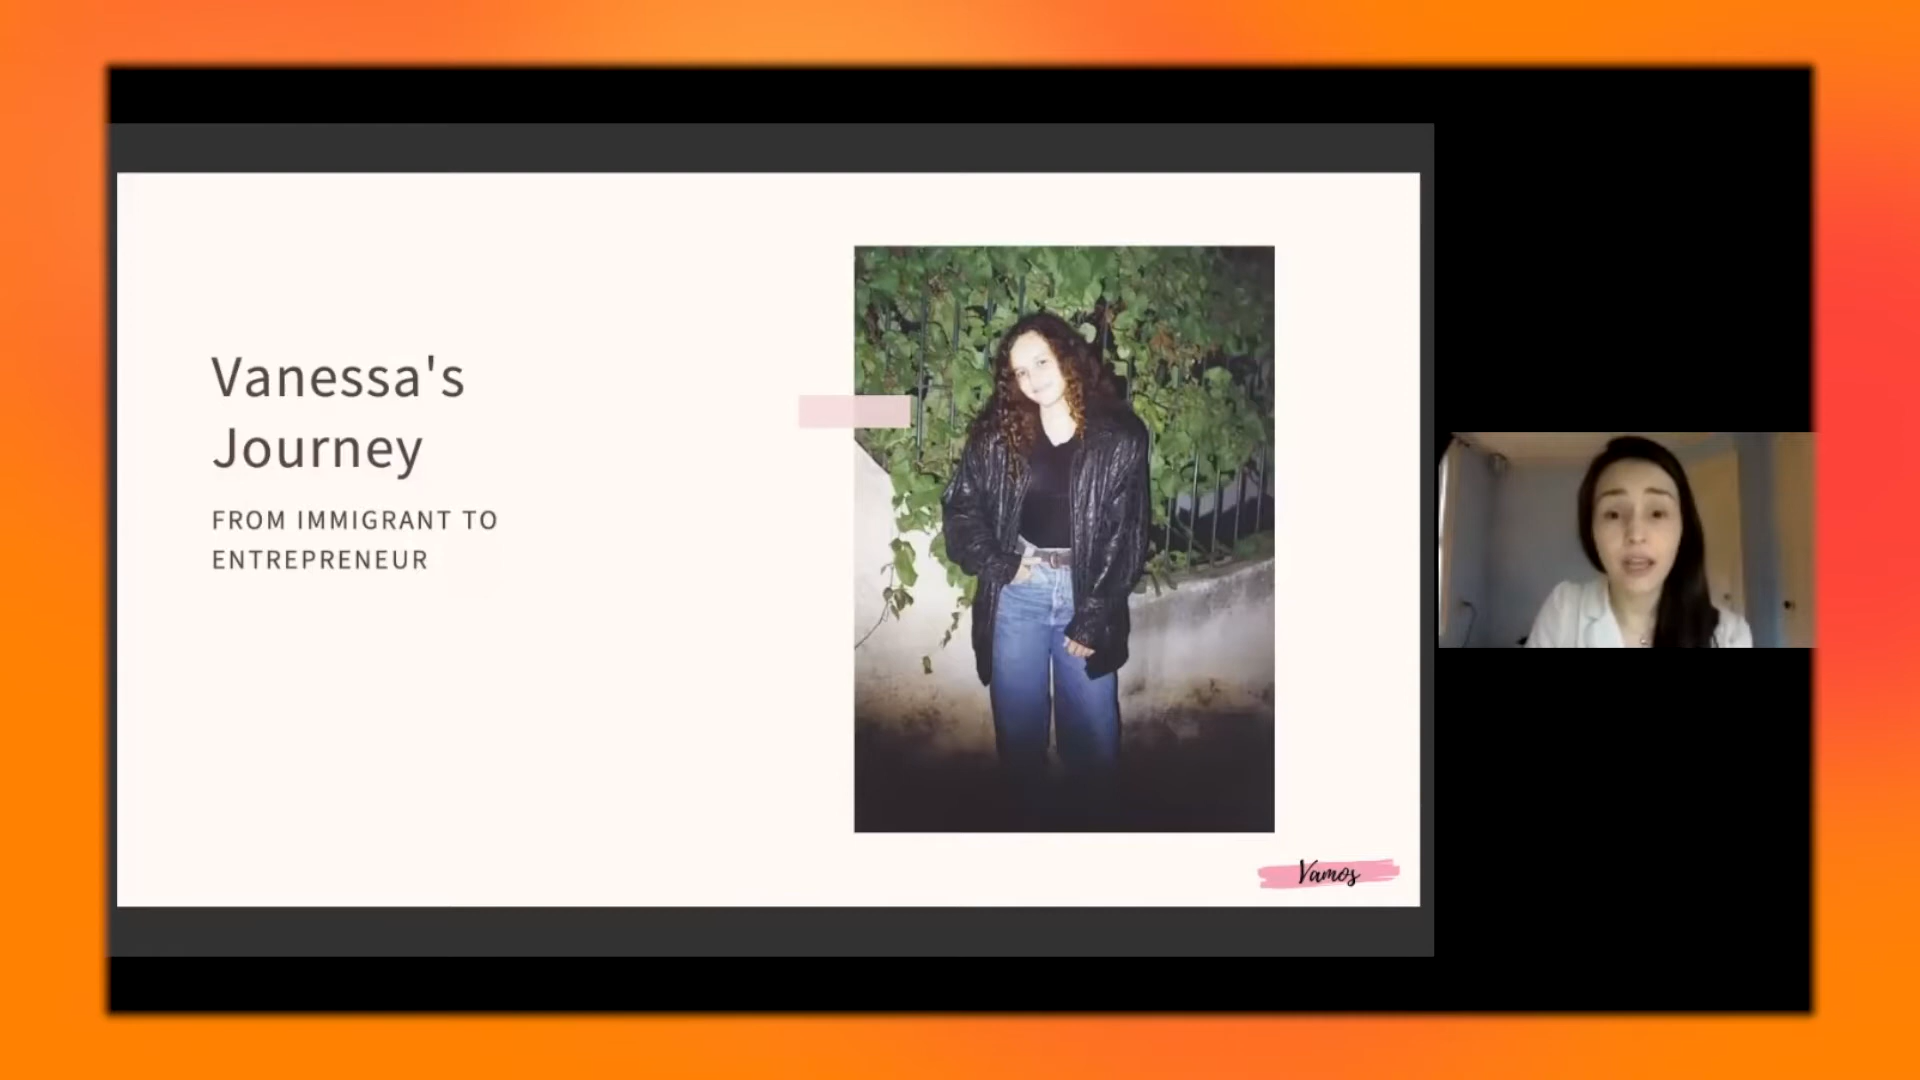 Vanessa's
Journey
FROM IMMIGRANT TO
ENTREPRENEUR
Vamos